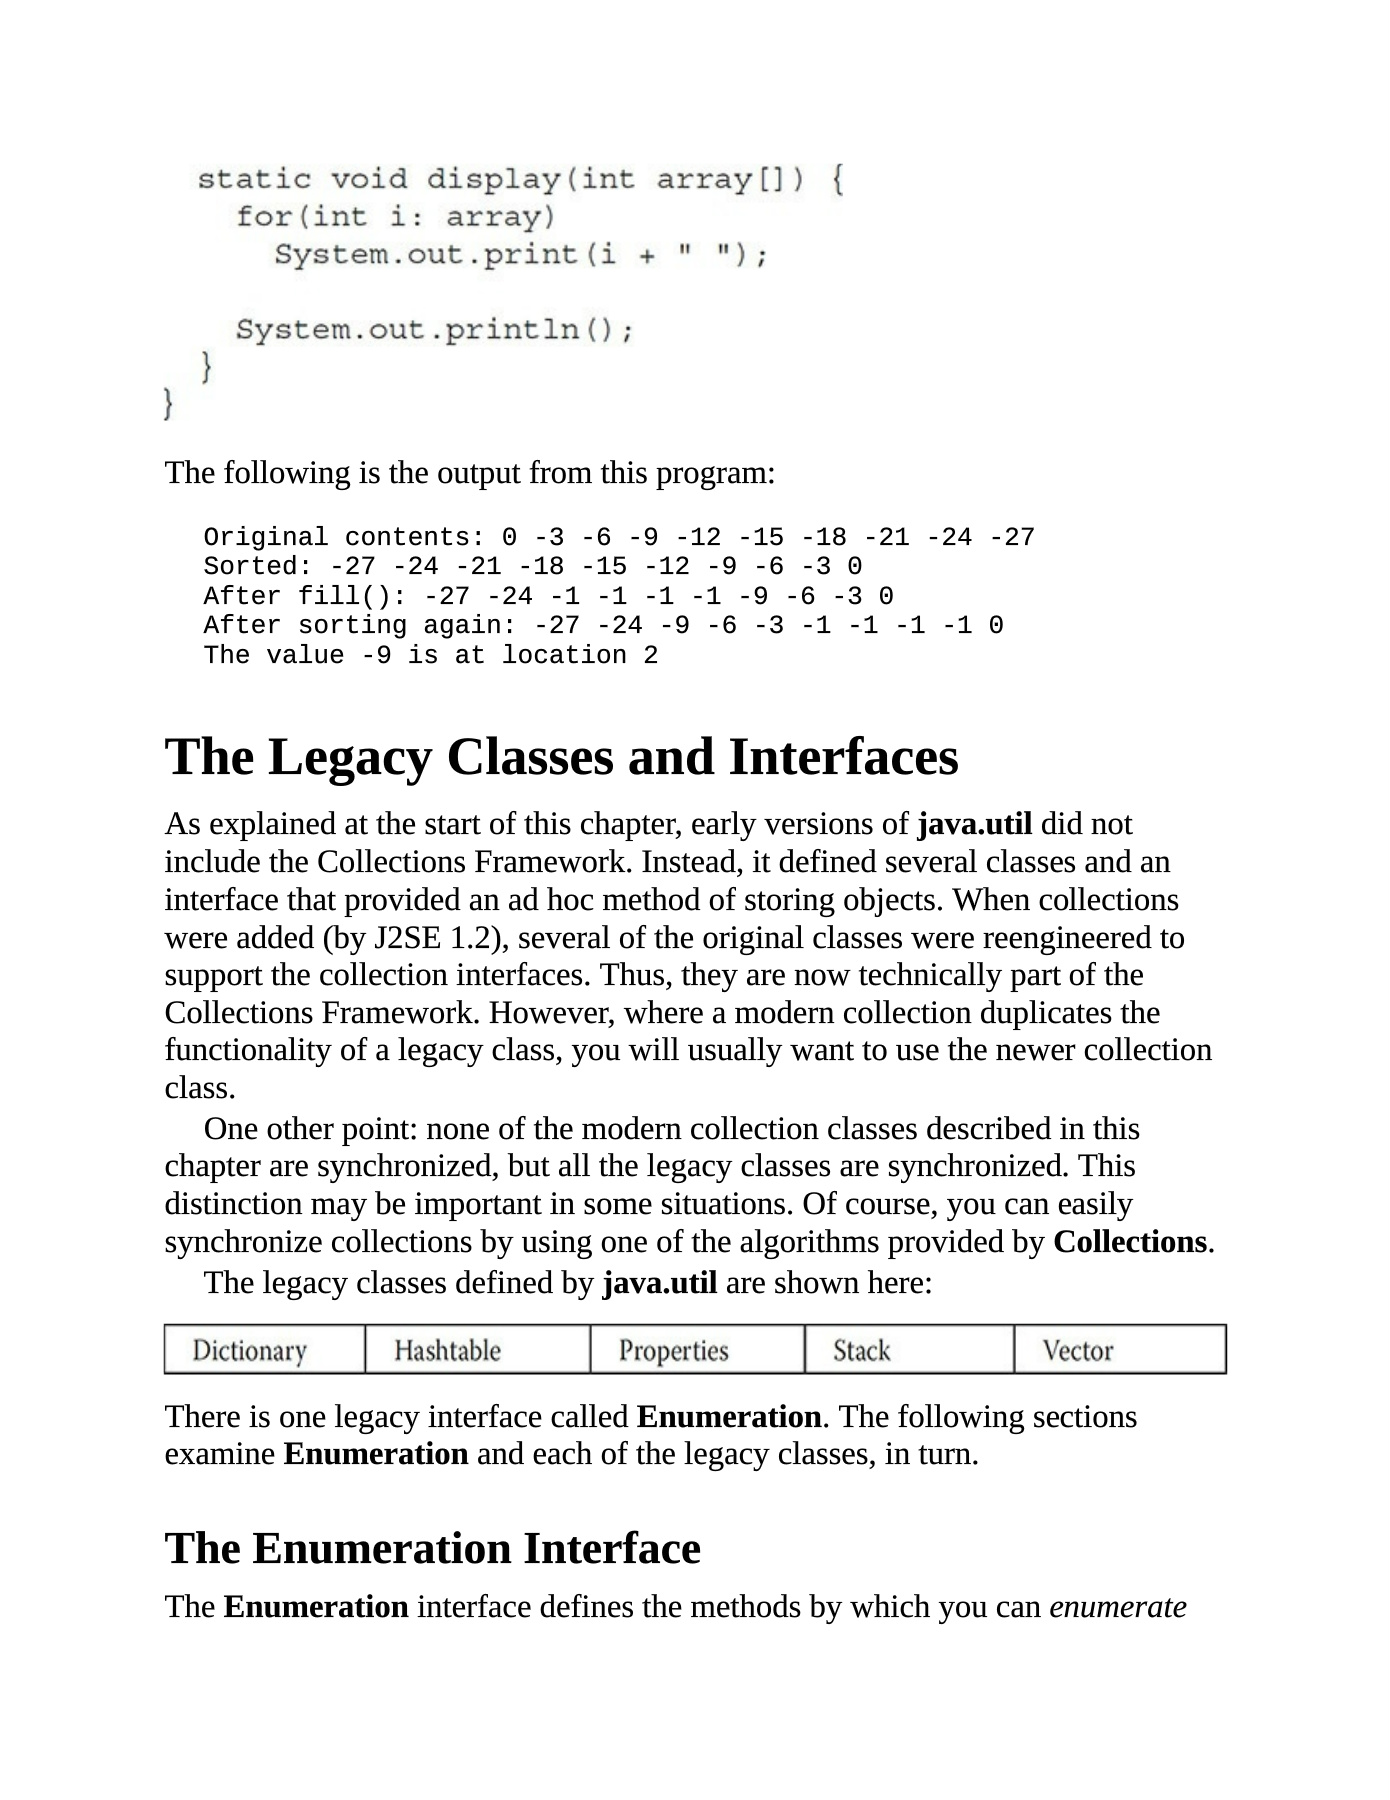 static void display(int array[]) {
for(int i: array)
System.out.print(i + " ");
System.out.println();
}
}
The following is the output from this program:
Original contents: 0 -3 -6 -9 -12 -15 -18 -21 -24 -27
Sorted: -27 -24 -21 -18 -15 -12 -9 -6 -3 0
After fill(): -27 -24 -1 -1 -1 -1 -9 -6 -3 0
After sorting again: -27 -24 -9 -6 -3 -1 -1 -1 -1 0
The value -9 is at location 2
The Legacy Classes and Interfaces
As explained at the start of this chapter, early versions of java.util did not
include the Collections Framework. Instead, it defined several classes and an
interface that provided an ad hoc method of storing objects. When collections
were added (by J2SE 1.2), several of the original classes were reengineered to
support the collection interfaces. Thus, they are now technically part of the
Collections Framework. However, where a modern collection duplicates the
functionality of a legacy class, you will usually want to use the newer collection
class.
One other point: none of the modern collection classes described in this
chapter are synchronized, but all the legacy classes are synchronized. This
distinction may be important in some situations. Of course, you can easily
synchronize collections by using one of the algorithms provided by Collections.
The legacy classes defined by java.util are shown here:
Dictionary Hashtable Properties Stack Vector
There is one legacy interface called Enumeration. The following sections
examine Enumeration and each of the legacy classes, in turn.
The Enumeration Interface
The Enumeration interface defines the methods by which you can enumerate